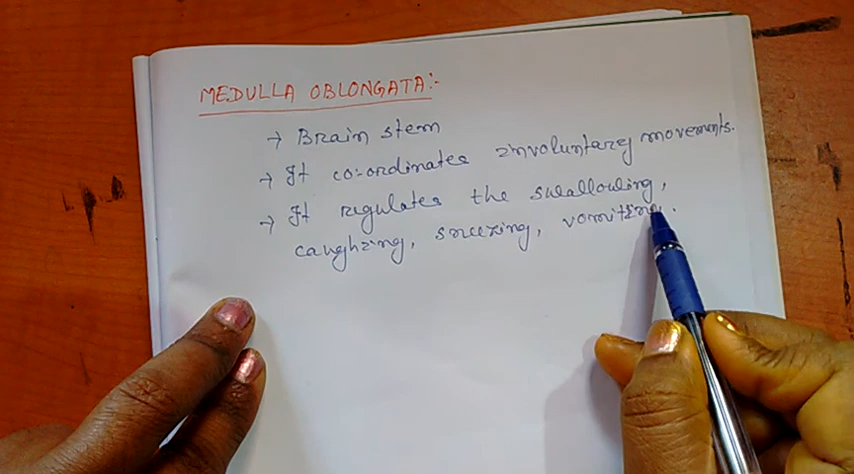 MEDULLA OBLONGATA:-
→ Brain stem
→ It co-ordinates involuntary movements.
→ It regulates the swallowing,
caughing, sneezing, vomiting.